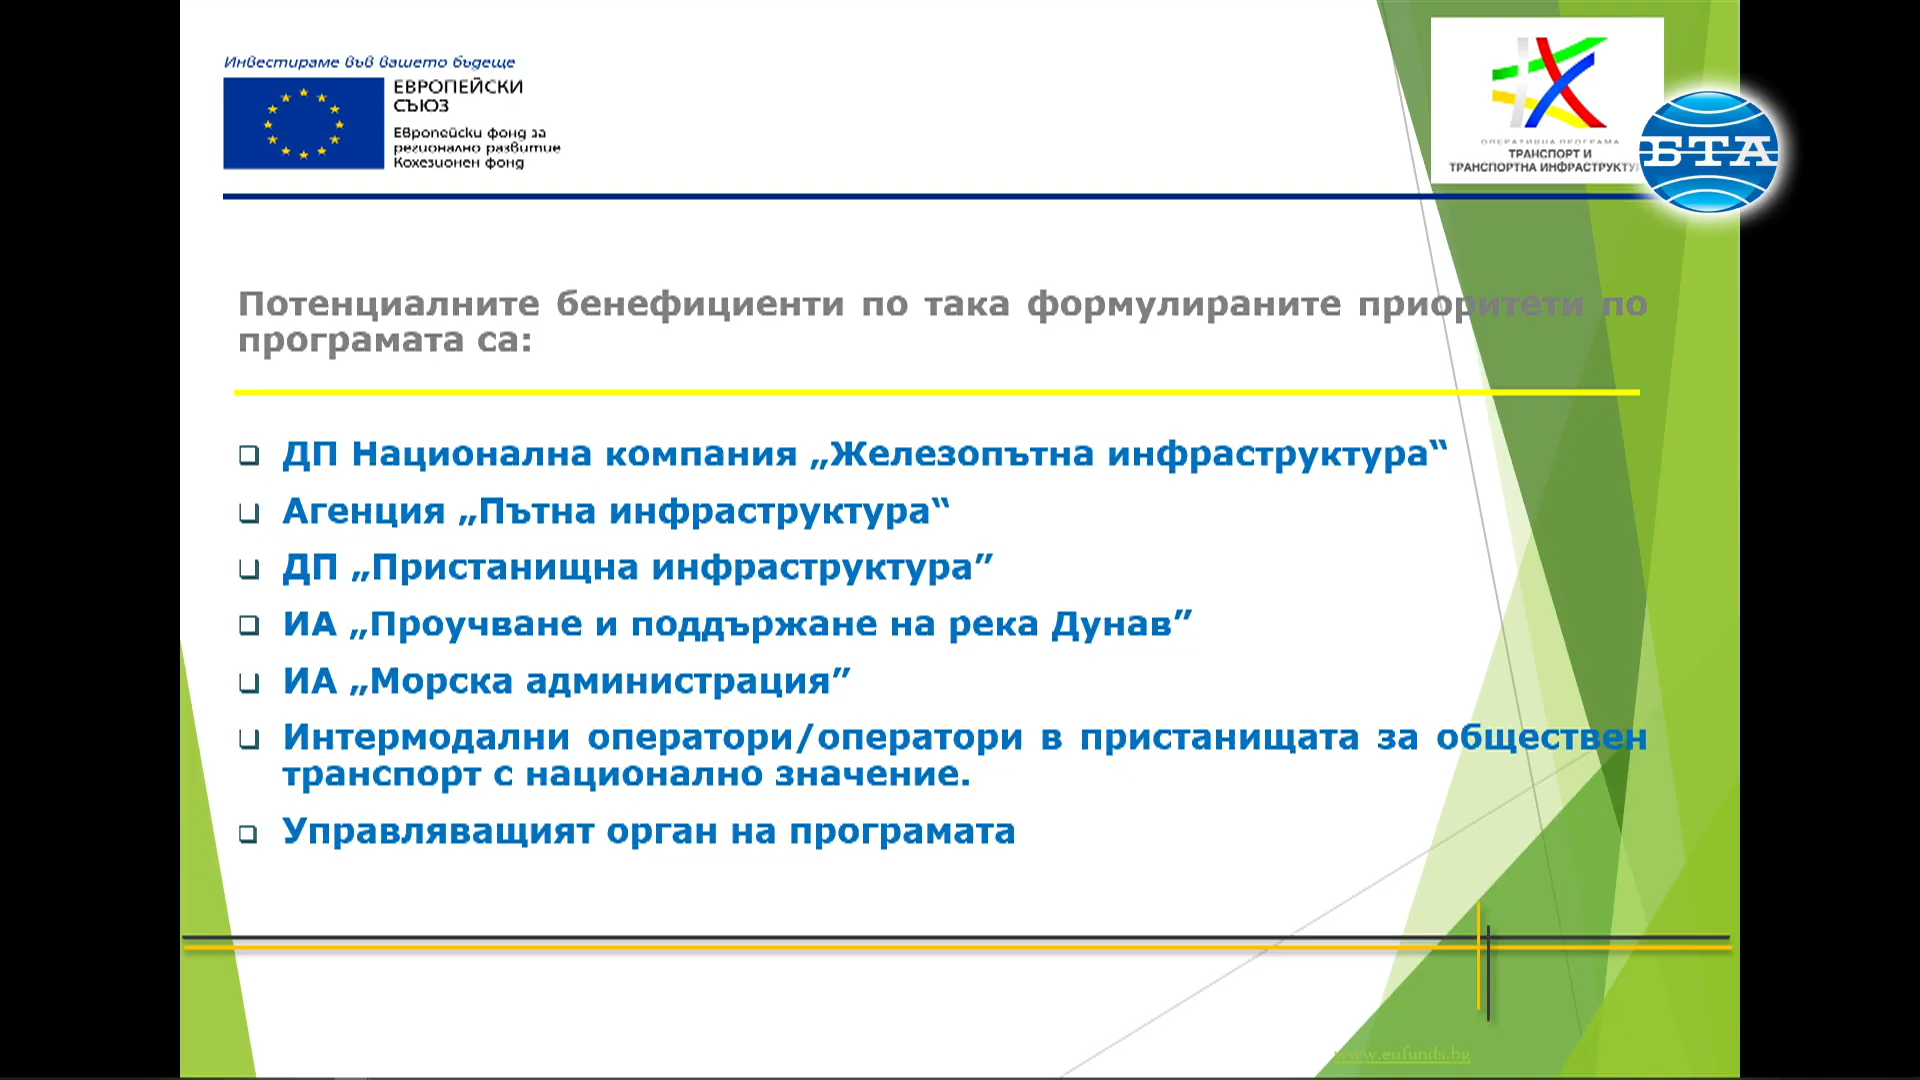 Инвестираме във вашето бъдеще
ЕВРОПЕЙСКИ
СЪЮЗ
Европейски фонд за
регионално развитие
Кохезионен фонд
ОПЕРАТИВНА ПРОГРАМА
ТРАНСПОРТ И
ТРАНСПОРТНА ИНФРАСТРУКТУ
БТА
Потенциалните бенефициенти по така формулираните приоритети по
програмата са:
❑ ДП Национална компания „Железопътна инфраструктура“
❑ Агенция „Пътна инфраструктура“
❑ ДП „Пристанищна инфраструктура”
❑ ИА „Проучване и поддържане на река Дунав”
❑ ИА „Морска администрация”
❑ Интермодални оператори/оператори в пристанищата за обществен
транспорт с национално значение.
❑ Управляващият орган на програмата
www.eufunds.bg